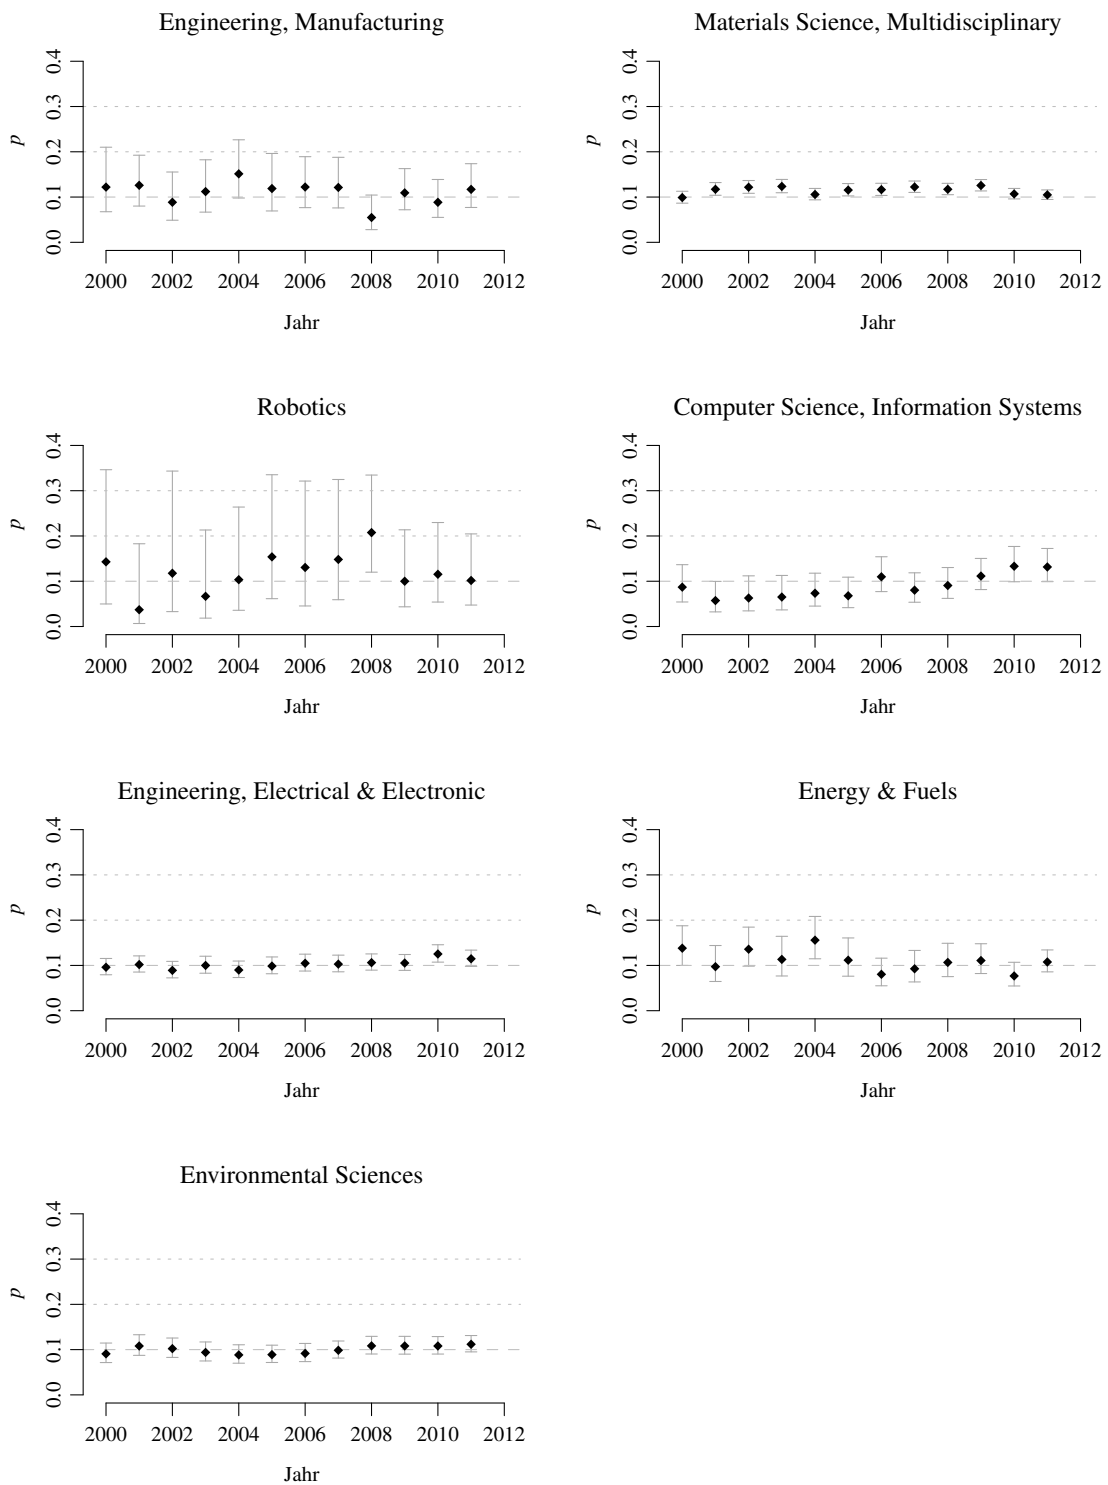 Engineering, Manufacturing
0.4
0.3
0.2
0.1
0.0
p
2000 2002 2004 2006 2008 2010 2012
Jahr
Materials Science, Multidisciplinary
0.4
0.3
0.2
0.1
0.0
p
2000 2002 2004 2006 2008 2010 2012
Jahr
Robotics
0.4
0.3
0.2
0.1
0.0
p
2000 2002 2004 2006 2008 2010 2012
Jahr
Computer Science, Information Systems
0.4
0.3
0.2
0.1
0.0
p
2000 2002 2004 2006 2008 2010 2012
Jahr
Engineering, Electrical & Electronic
0.4
0.3
0.2
0.1
0.0
p
2000 2002 2004 2006 2008 2010 2012
Jahr
Energy & Fuels
0.4
0.3
0.2
0.1
0.0
p
2000 2002 2004 2006 2008 2010 2012
Jahr
Environmental Sciences
0.4
0.3
0.2
0.1
0.0
p
2000 2002 2004 2006 2008 2010 2012
Jahr